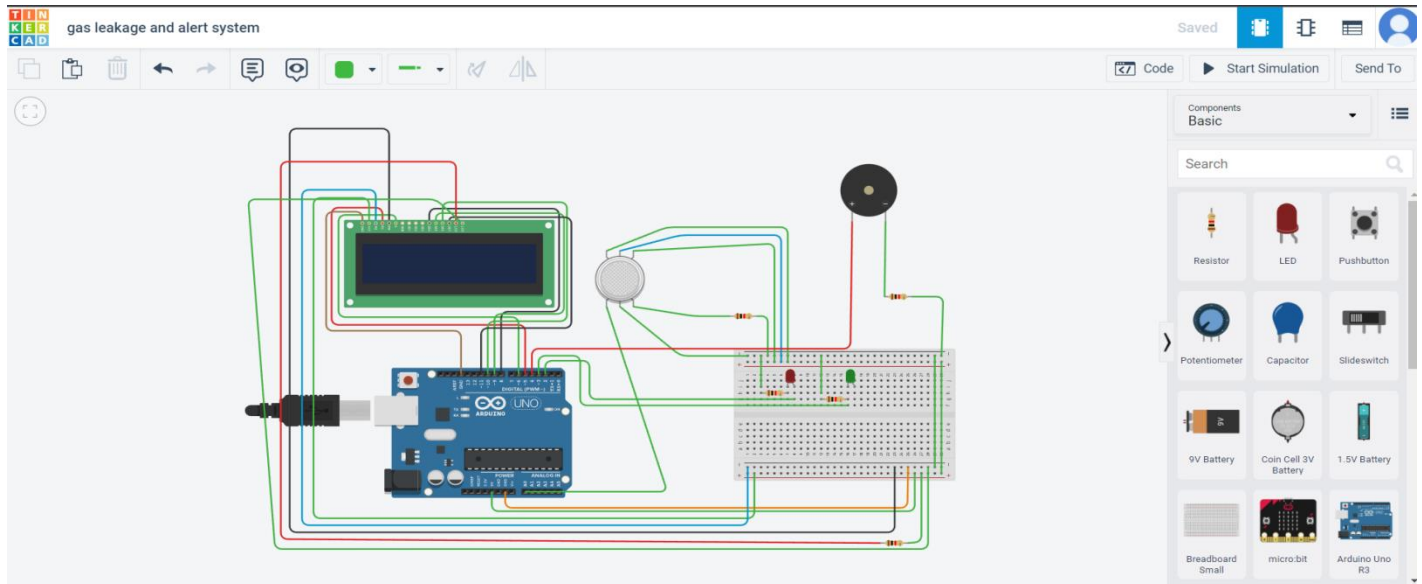 TIN
KER
CAD
gas leakage and alert system
Saved
Code
Start Simulation
Send To
Components
Basic
Search
Resistor
LED
Pushbutton
Potentiometer
Capacitor
Slideswitch
9V
9V Battery
Coin Cell 3V
Battery
1.5V Battery
Breadboard
Small
micro:bit
Arduino Uno
R3
DIGITAL (PWM~)
UNO
ARDUINO
POWER
ANALOG IN